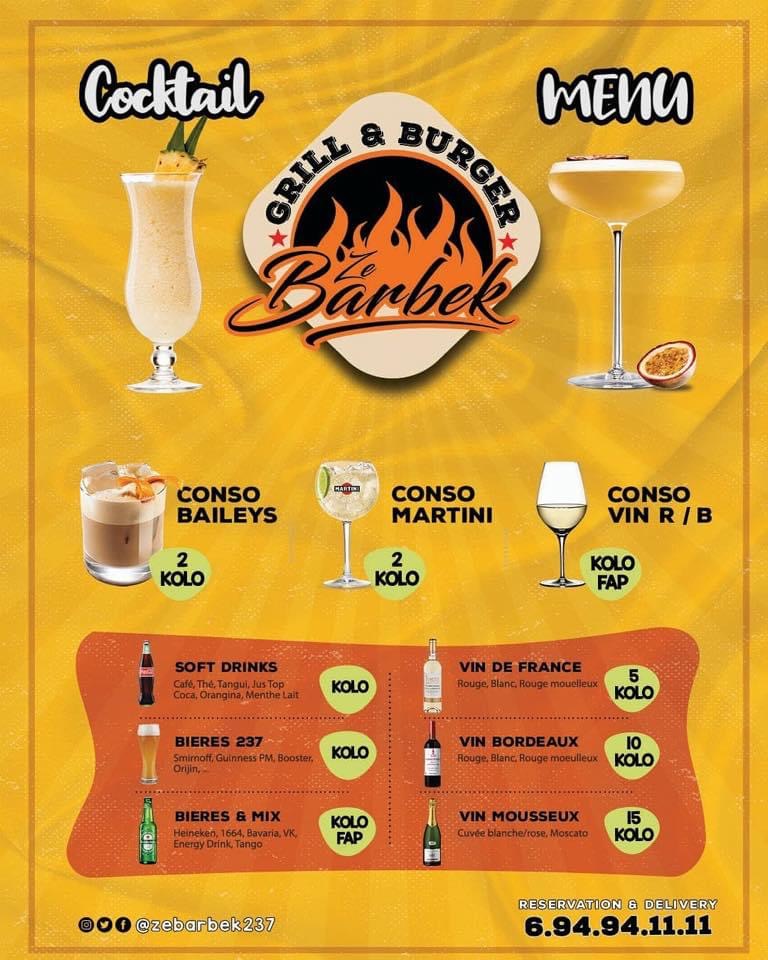 Cocktail
MENU
GRILL & BURGER
Ze
Barbek
CONSO
BAILEYS
2
KOLO
MARTINI
CONSO
MARTINI
2
KOLO
CONSO
VIN R / B
KOLO
FAP
SOFT DRINKS
Café, Thé, Tangui, Jus Top
Coca, Orangina, Menthe Lait
KOLO
BIERES 237
Smirnoff, Guinness PM, Booster,
Orijin, ...
KOLO
BIERES & MIX
Heineken, 1664, Bavaria, VK,
Energy Drink, Tango
KOLO
FAP
VIN DE FRANCE
Rouge, Blanc, Rouge mouelleux
5
KOLO
VIN BORDEAUX
Rouge, Blanc, Rouge moeulleux
10
KOLO
VIN MOUSSEUX
Cuvée blanche/rose, Moscato
15
KOLO
@zebarbek237
RESERVATION & DELIVERY
6.94.94.11.11